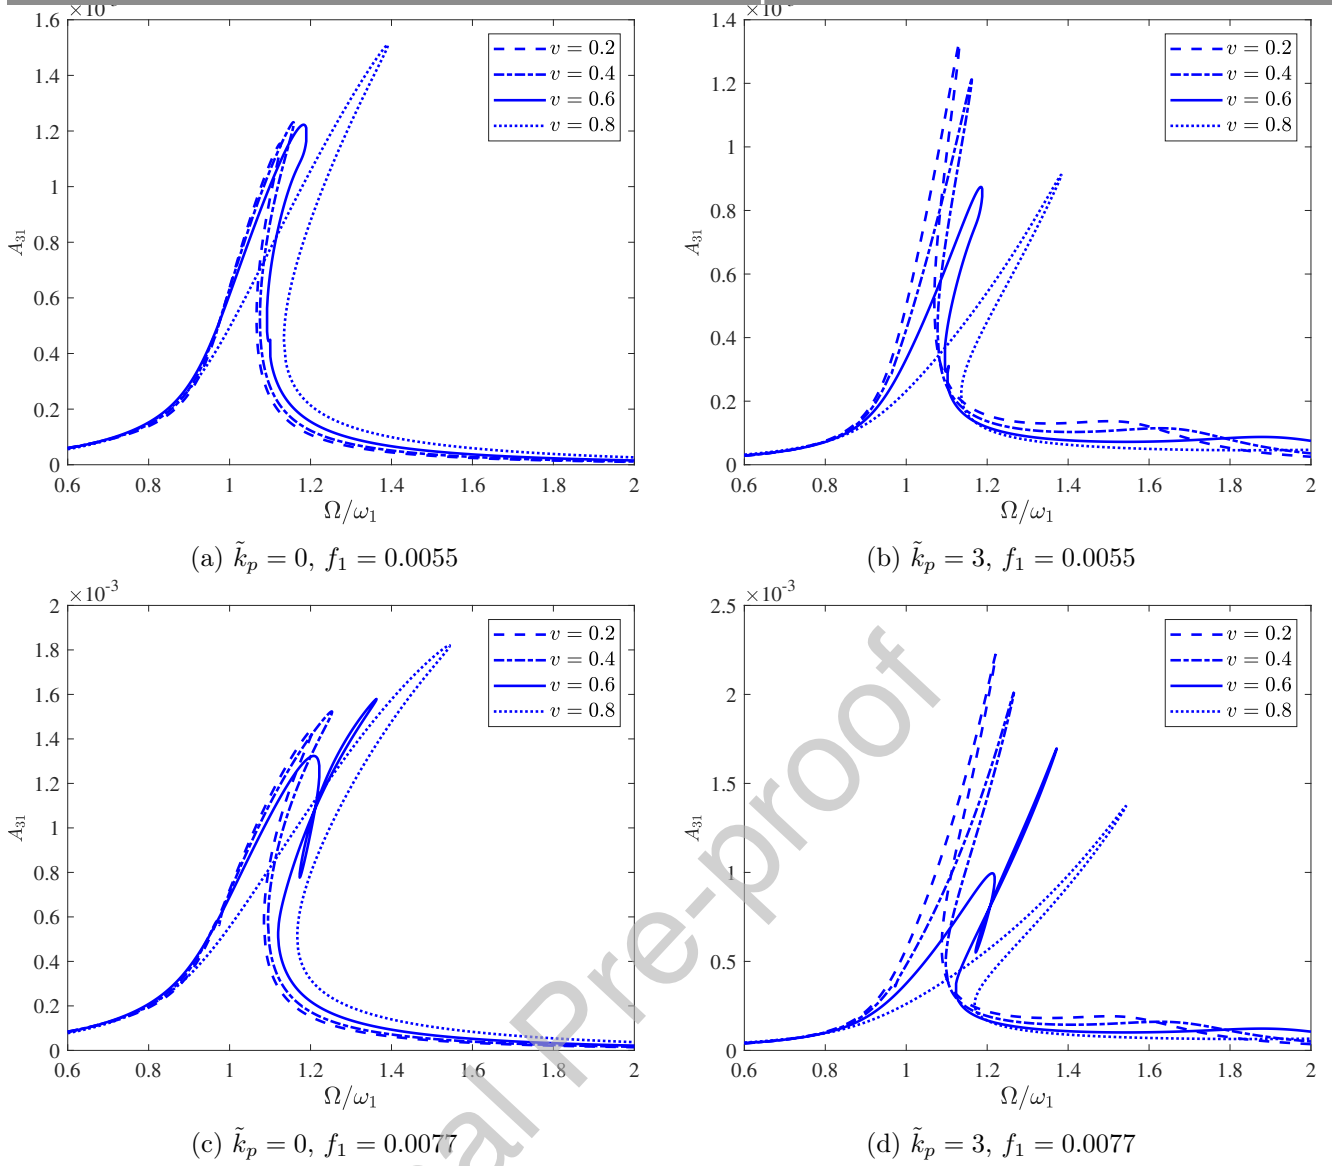 ×10⁻³
1.6
1.4
1.2
1
0.8
0.6
0.4
0.2
0
A₃₁
0.6 0.8 1 1.2 1.4 1.6 1.8 2
Ω/ω₁
v = 0.2
v = 0.4
v = 0.6
v = 0.8
(a) k̃ₚ = 0, f₁ = 0.0055
1.4
1.2
1
0.8
0.6
0.4
0.2
0
A₃₁
0.6 0.8 1 1.2 1.4 1.6 1.8 2
Ω/ω₁
v = 0.2
v = 0.4
v = 0.6
v = 0.8
(b) k̃ₚ = 3, f₁ = 0.0055
×10⁻³
2
1.8
1.6
1.4
1.2
1
0.8
0.6
0.4
0.2
0
A₃₁
0.6 0.8 1 1.2 1.4 1.6 1.8 2
Ω/ω₁
v = 0.2
v = 0.4
v = 0.6
v = 0.8
(c) k̃ₚ = 0, f₁ = 0.0077
×10⁻³
2.5
2
1.5
1
0.5
0
A₃₁
0.6 0.8 1 1.2 1.4 1.6 1.8 2
Ω/ω₁
v = 0.2
v = 0.4
v = 0.6
v = 0.8
(d) k̃ₚ = 3, f₁ = 0.0077
al Pre-proof